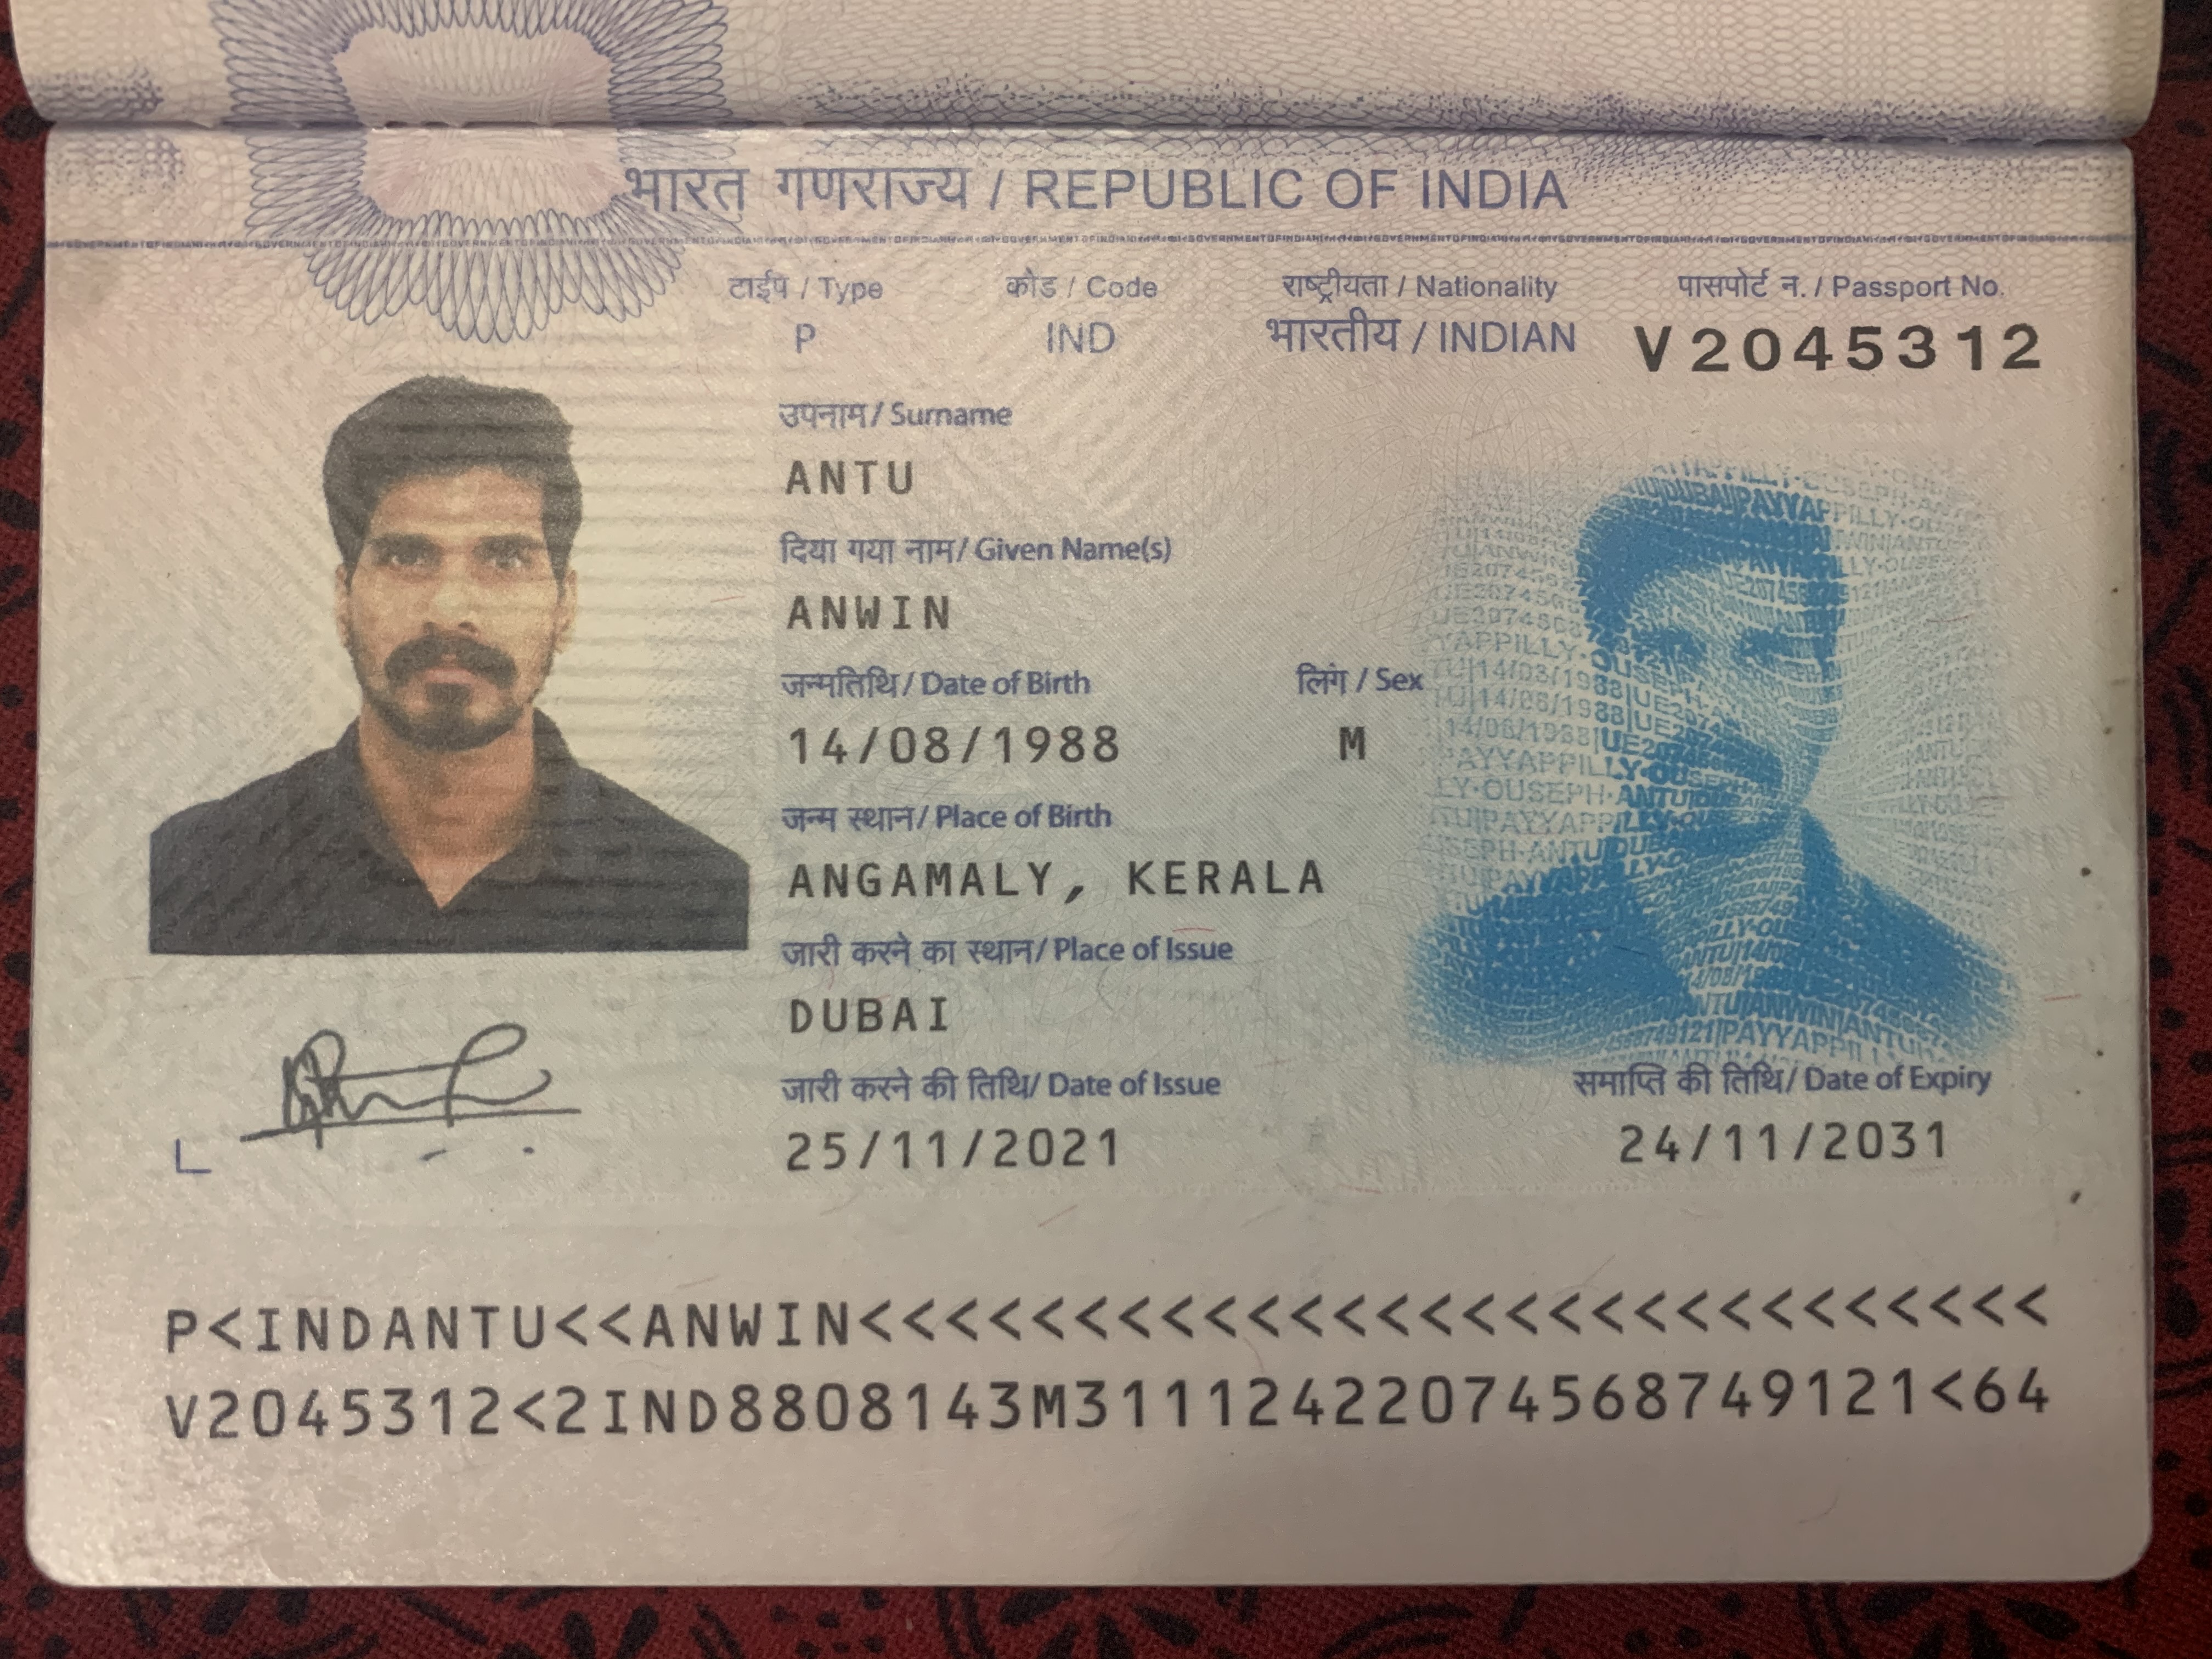 भारत गणराज्य / REPUBLIC OF INDIA
टाईप / Type
कोड / Code
राष्ट्रीयता / Nationality
पासपोर्ट न. / Passport No.
P
IND
भारतीय / INDIAN
V2045312
उपनाम / Surname
ANTU
दिया गया नाम / Given Name(s)
ANWIN
जन्मतिथि / Date of Birth
लिंग / Sex
14/08/1988
M
जन्म स्थान / Place of Birth
ANGAMALY, KERALA
जारी करने का स्थान / Place of Issue
DUBAI
जारी करने की तिथि / Date of Issue
समाप्ति की तिथि / Date of Expiry
25/11/2021
24/11/2031
P<INDANTU<<ANWIN<<<<<<<<<<<<<<<<<<<<<<<<<<<<
V2045312<2IND8808143M3111242207456874912​1<64